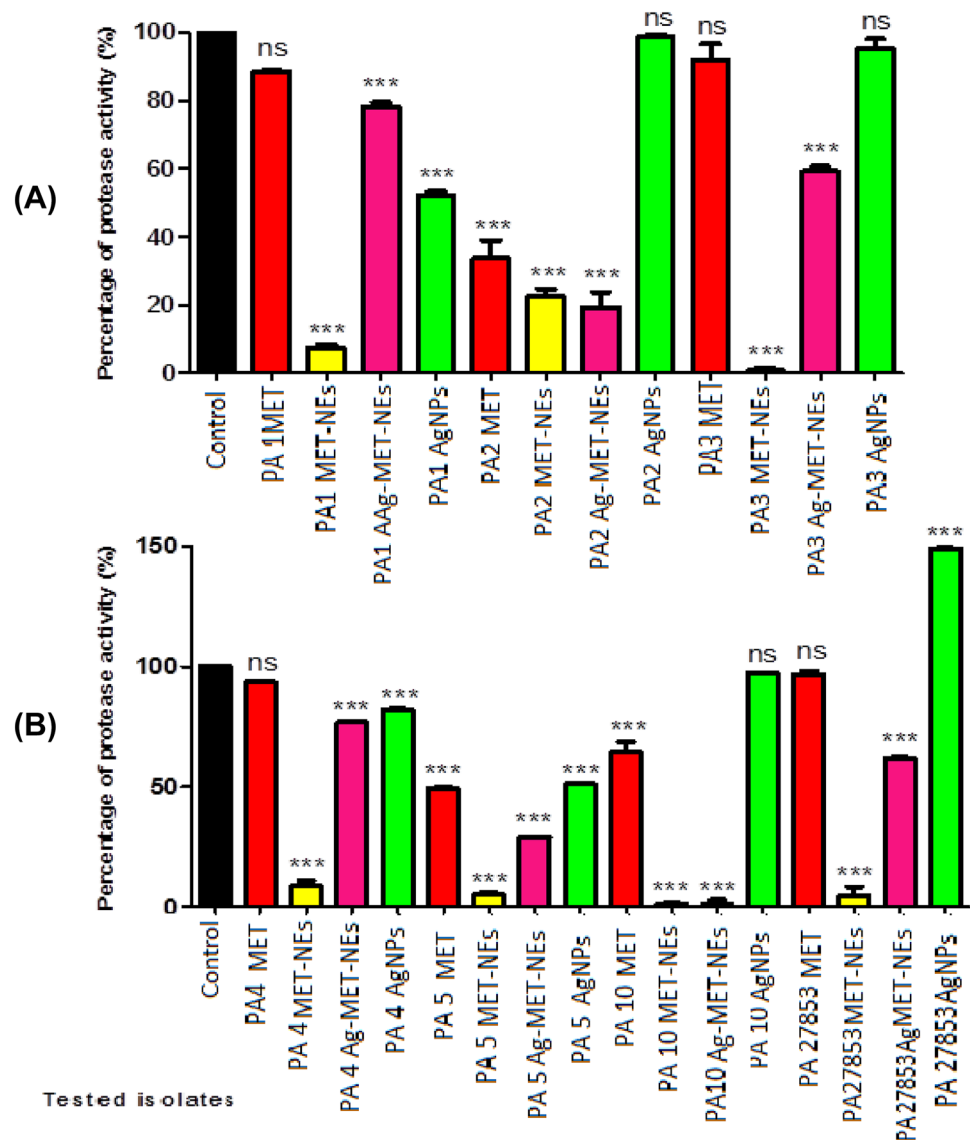 (A)
Percentage of protease activity (%)
100
80
60
40
20
0
ns
***
***
***
***
***
***
ns
ns
***
***
ns
Control
PA 1MET
PA1 MET-NEs
PA1 AAg-MET-NEs
PA1 AgNPs
PA2 MET
PA2 MET-NEs
PA2 Ag-MET-NEs
PA2 AgNPs
PA3 MET
PA3 MET-NEs
PA3 Ag-MET-NEs
PA3 AgNPs
(B)
Percentage of protease activity (%)
150
100
50
0
ns
***
***
***
***
***
***
***
***
***
***
ns
ns
***
***
***
Control
PA4 MET
PA 4 MET-NEs
PA 4 Ag-MET-NEs
PA 4 AgNPs
PA 5 MET
PA 5 MET-NEs
PA 5 Ag-MET-NEs
PA 5 AgNPs
PA 10 MET
PA 10 MET-NEs
PA10 Ag-MET-NEs
PA 10 AgNPs
PA 27853 MET
PA27853MET-NEs
PA27853AgMET-NEs
PA 27853AgNPs
Tested isolates